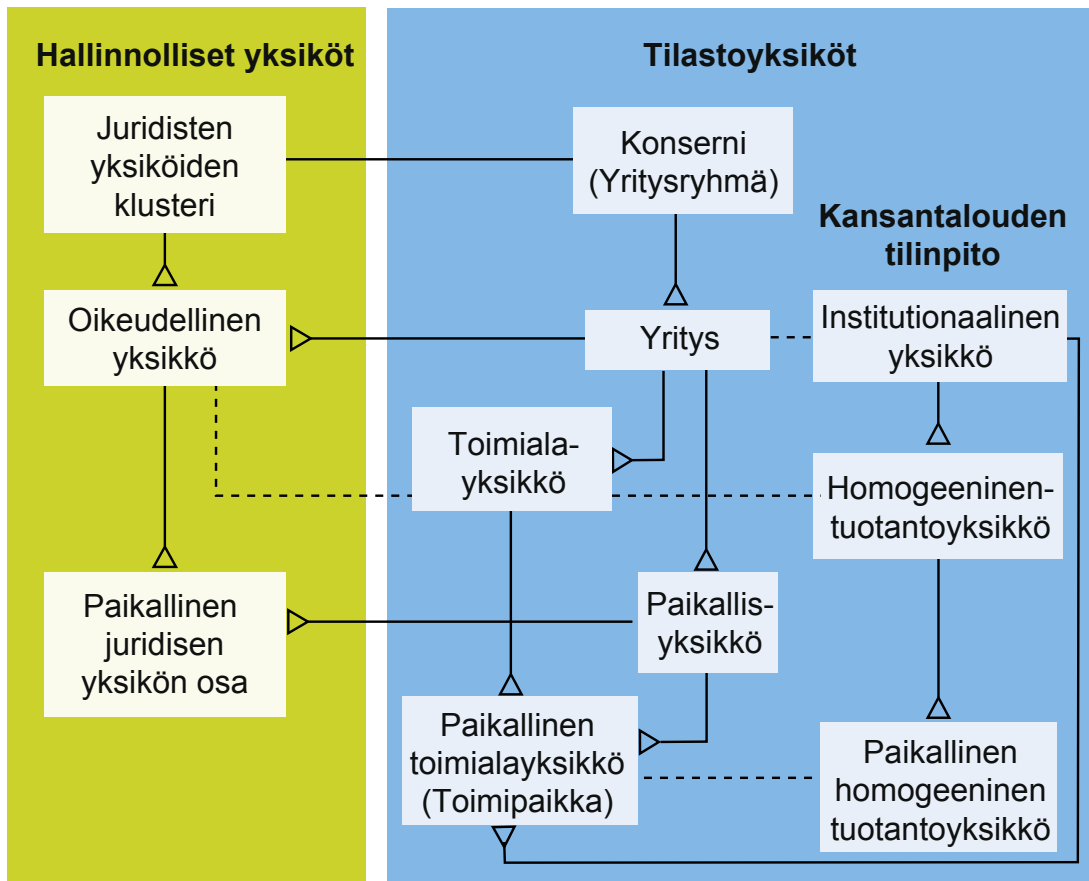 Hallinnolliset yksiköt
Juridisten
yksiköiden
klusteri
Oikeudellinen
yksikkö
Paikallinen
juridisen
yksikön osa
Tilastoyksiköt
Konserni
(Yritysryhmä)
Yritys
Toimiala-
yksikkö
Paikallis-
yksikkö
Paikallinen
toimialayksikkö
(Toimipaikka)
Kansantalouden
tilinpito
Institutionaalinen
yksikkö
Homogeeninen-
tuotantoyksikkö
Paikallinen
homogeeninen
tuotantoyksikkö